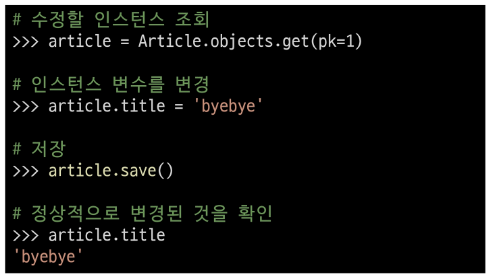 # 수정할 인스턴스 조회
>>> article = Article.objects.get(pk=1)
# 인스턴스 변수를 변경
>>> article.title = 'byebye'
# 저장
>>> article.save()
# 정상적으로 변경된 것을 확인
>>> article.title
'byebye'